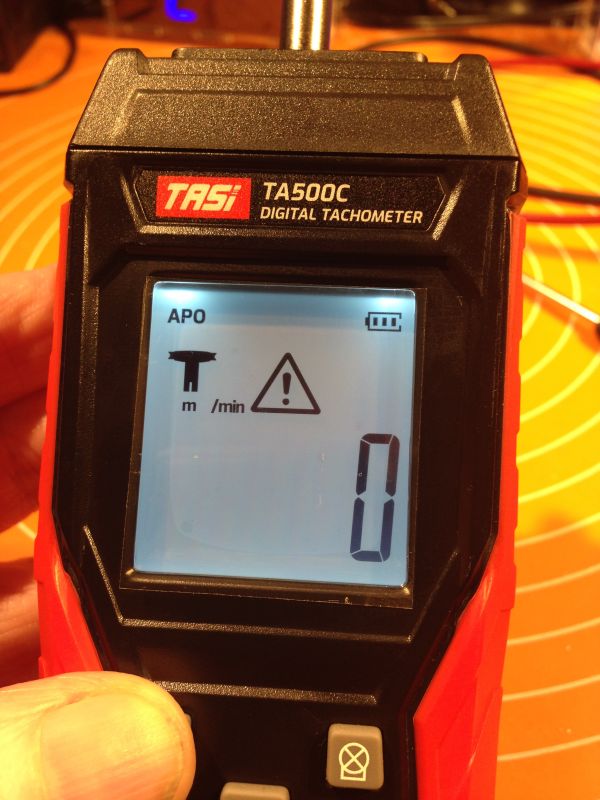 TASi
TA500C
DIGITAL TACHOMETER
APO
m /min
0